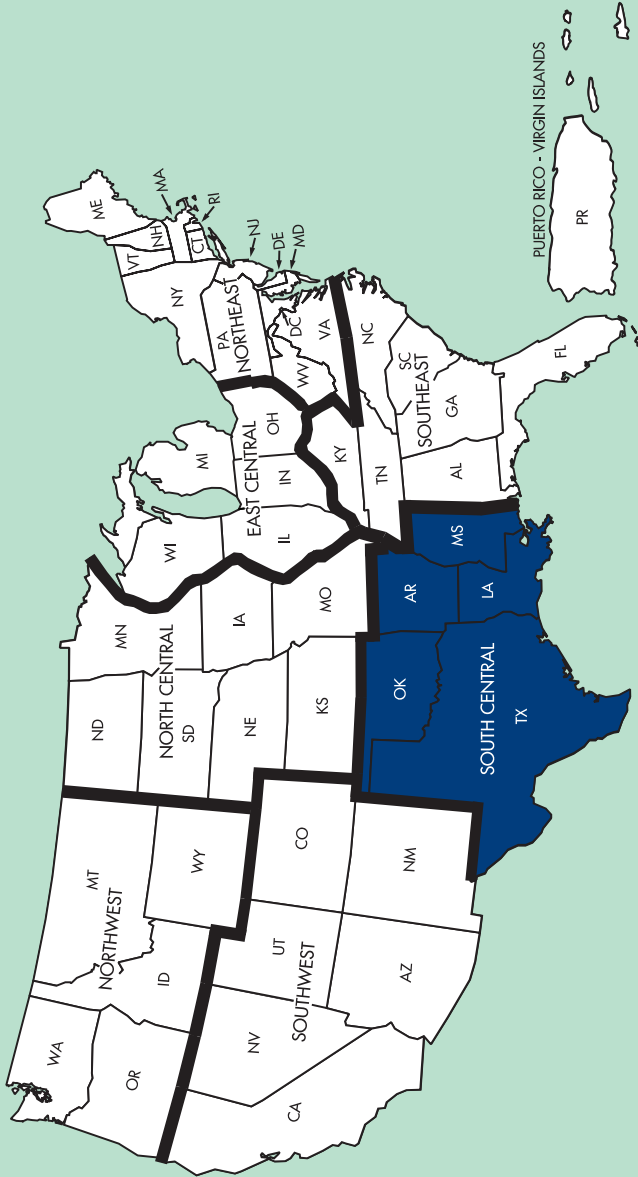 WA
OR
MT
NORTHWEST
ID
WY
CA
NV
UT
SOUTHWEST
CO
AZ
NM
ND
MN
NORTH CENTRAL
SD
NE
IA
KS
MO
WI
MI
EAST CENTRAL
IL
IN
OH
ME
VT
NH
MA
RI
CT
NY
NJ
PA
NORTHEAST
DE
MD
DC
WV
VA
KY
TN
NC
SC
SOUTHEAST
GA
AL
FL
OK
AR
MS
LA
SOUTH CENTRAL
TX
PUERTO RICO - VIRGIN ISLANDS
PR